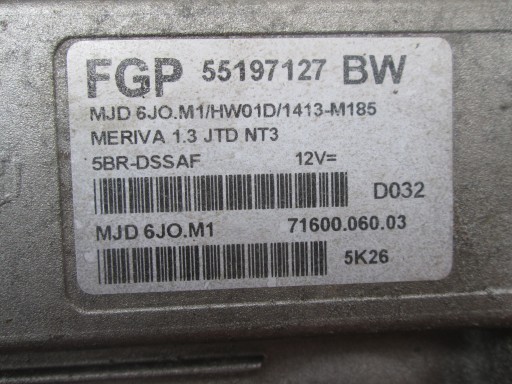 FGP 55197127 BW
MJD 6JO.M1/HW01D/1413-M185
MERIVA 1.3 JTD NT3
5BR-DSSAF 12V=
D032
MJD 6JO.M1 71600.060.03
5K26